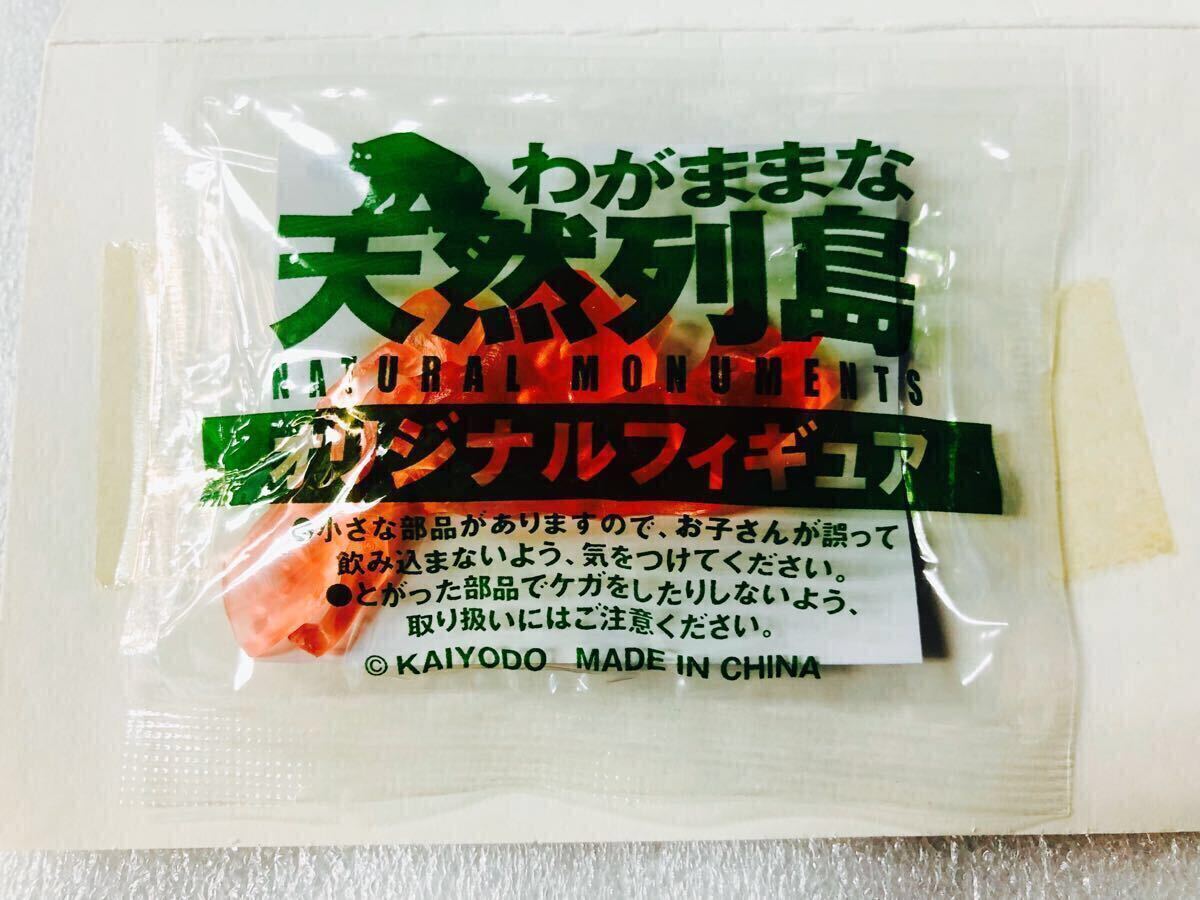 わがままな
天然列島
NATURAL MONUMENTS
オリジナルフィギュア
●小さな部品がありますので、お子さんが誤って
飲み込まないよう、気をつけてください。
●とがった部品でケガをしたりしないよう、
取り扱いにはご注意ください。
© KAIYODO MADE IN CHINA